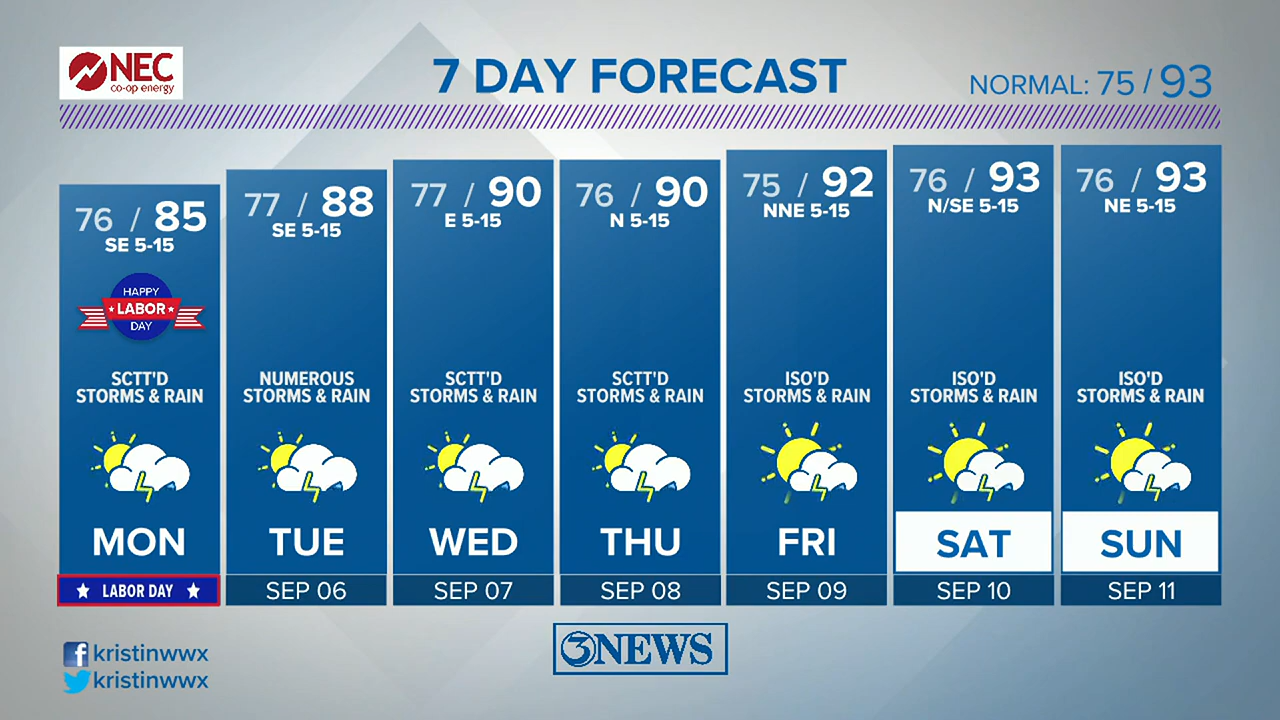 NEC
co-op energy
7 DAY FORECAST
NORMAL: 75 / 93
76 / 85
SE 5-15
HAPPY
LABOR
DAY
SCTT'D
STORMS & RAIN
MON
LABOR DAY
77 / 88
SE 5-15
NUMEROUS
STORMS & RAIN
TUE
SEP 06
77 / 90
E 5-15
SCTT'D
STORMS & RAIN
WED
SEP 07
76 / 90
N 5-15
SCTT'D
STORMS & RAIN
THU
SEP 08
75 / 92
NNE 5-15
ISO'D
STORMS & RAIN
FRI
SEP 09
76 / 93
N/SE 5-15
ISO'D
STORMS & RAIN
SAT
SEP 10
76 / 93
NE 5-15
ISO'D
STORMS & RAIN
SUN
SEP 11
f kristinwwx
kristinwwx
3NEWS